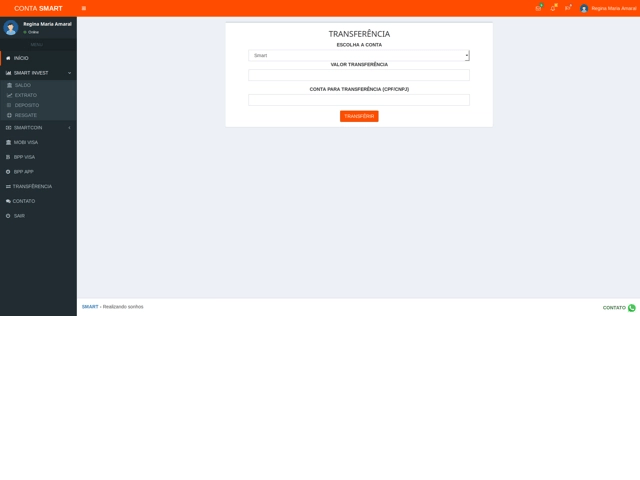 CONTA SMART
Regina Maria Amaral
Regina Maria Amaral
Online
MENU
INÍCIO
SMART INVEST
SALDO
EXTRATO
DEPOSITO
RESGATE
SMARTCOIN
MOBI VISA
BPP VISA
BPP APP
TRANSFÊRENCIA
CONTATO
SAIR
TRANSFERÊNCIA
ESCOLHA A CONTA
Smart
VALOR TRANSFERÊNCIA
CONTA PARA TRANSFERÊNCIA (CPF/CNPJ)
TRANSFERIR
SMART - Realizando sonhos.
CONTATO